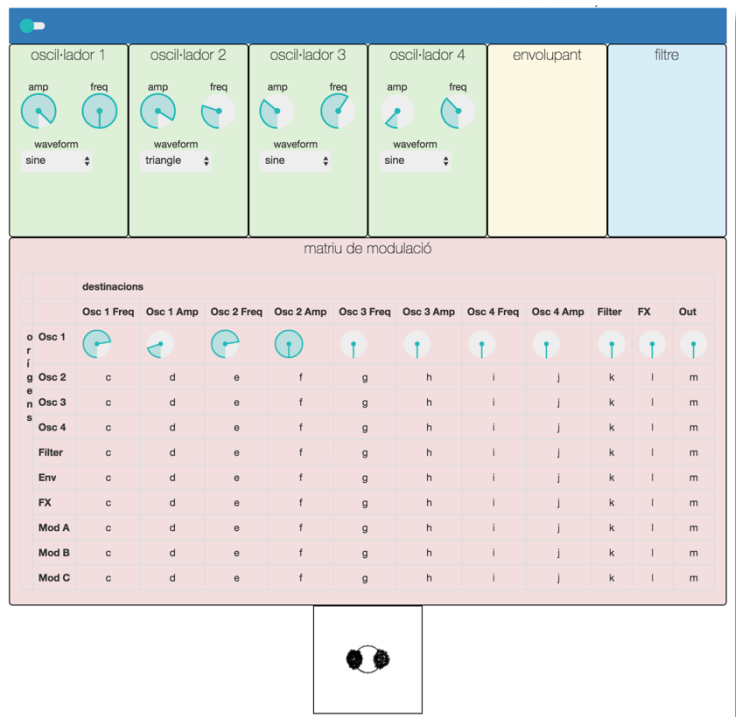 oscil·lador 1 oscil·lador 2 oscil·lador 3 oscil·lador 4 envolupant filtre
amp freq amp freq amp freq amp freq
waveform waveform waveform waveform
sine triangle sine sine
matriu de modulació
destinacions
Osc 1 Freq Osc 1 Amp Osc 2 Freq Osc 2 Amp Osc 3 Freq Osc 3 Amp Osc 4 Freq Osc 4 Amp Filter FX Out
orígens
Osc 1
Osc 2 c d e f g h i j k l m
Osc 3 c d e f g h i j k l m
Osc 4 c d e f g h i j k l m
Filter c d e f g h i j k l m
Env c d e f g h i j k l m
FX c d e f g h i j k l m
Mod A c d e f g h i j k l m
Mod B c d e f g h i j k l m
Mod C c d e f g h i j k l m